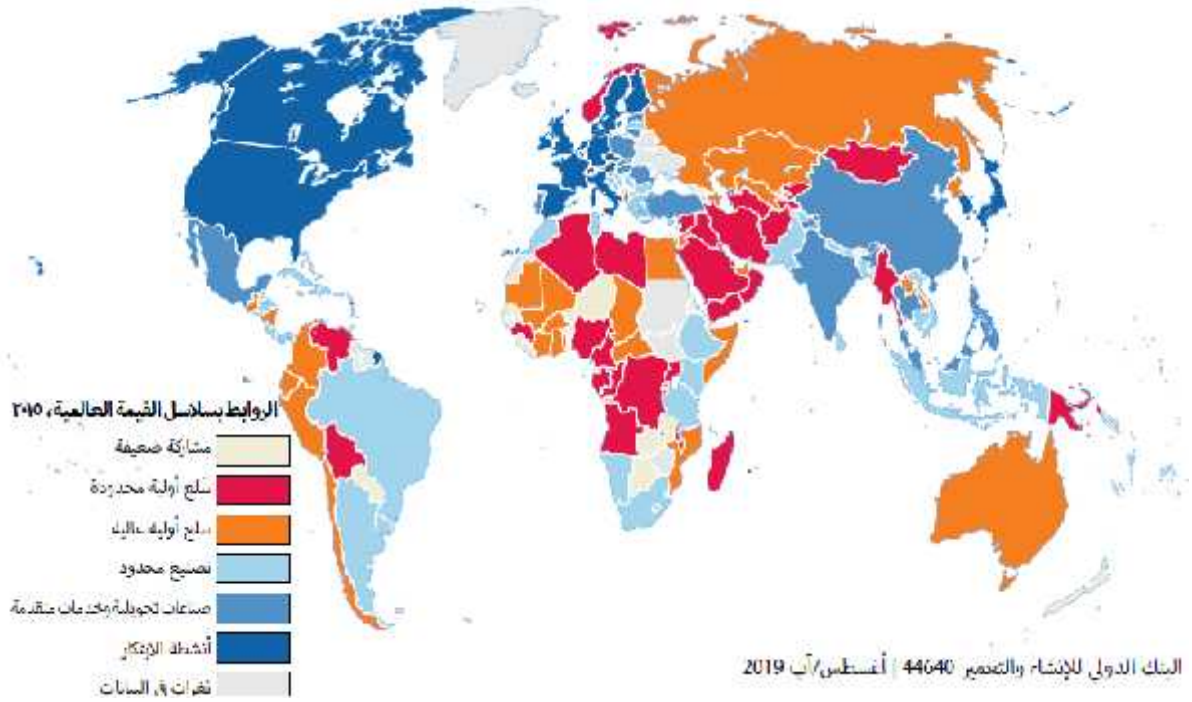 الروابط بسلاسل القيمة العالمية، ٢٠١٥
مشاركة ضعيفة
سلع أولية محدودة
سلع أولية عالية
تصنيع محدود
صناعات تحويلية وخدمات متقدمة
أنشطة الابتكار
ثغرات في البيانات
البنك الدولي للإنشاء والتعمير 44640 | أغسطس/آب 2019